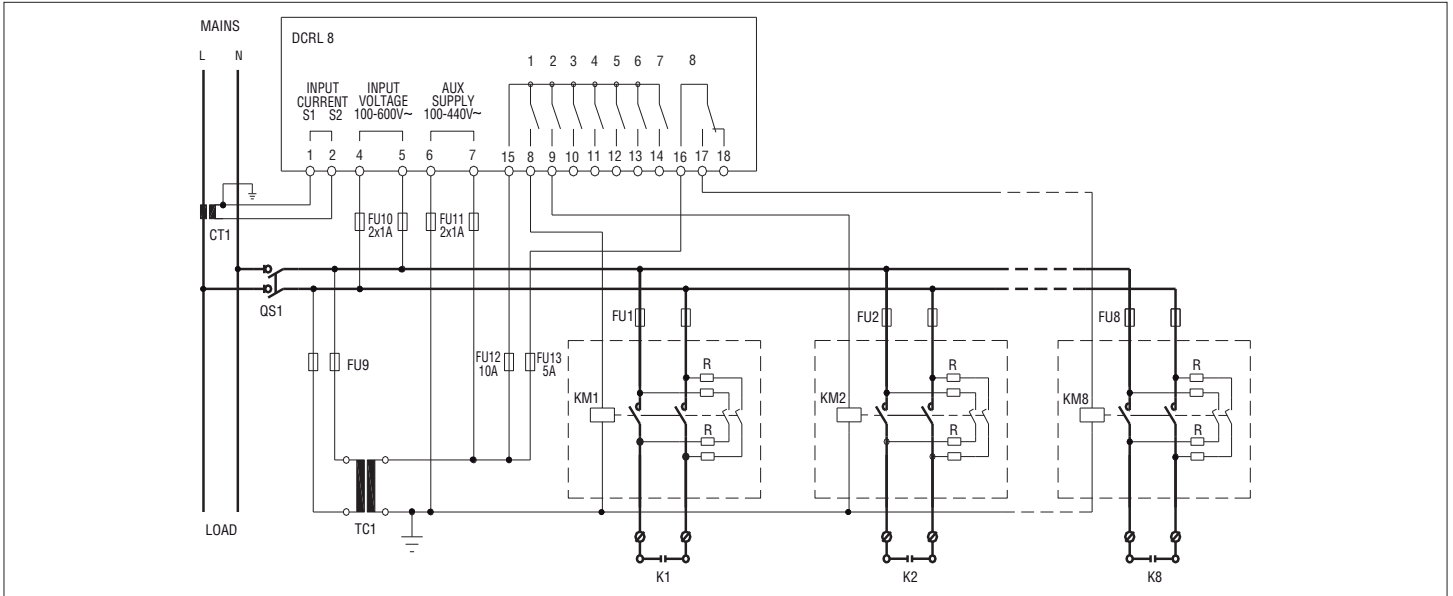 MAINS
L N
DCRL 8
1 2 3 4 5 6 7 8
INPUT
CURRENT
S1 S2
INPUT
VOLTAGE
100-600V~
AUX
SUPPLY
100-440V~
1 2 4 5 6 7 15 8 9 10 11 12 13 14 16 17 18
CT1
FU10
2x1A
FU11
2x1A
QS1
FU9
FU12
10A
FU13
5A
FU1
FU2
FU8
R
R
R
KM1
KM2
KM8
R
R
R
LOAD
TC1
K1
K2
K8